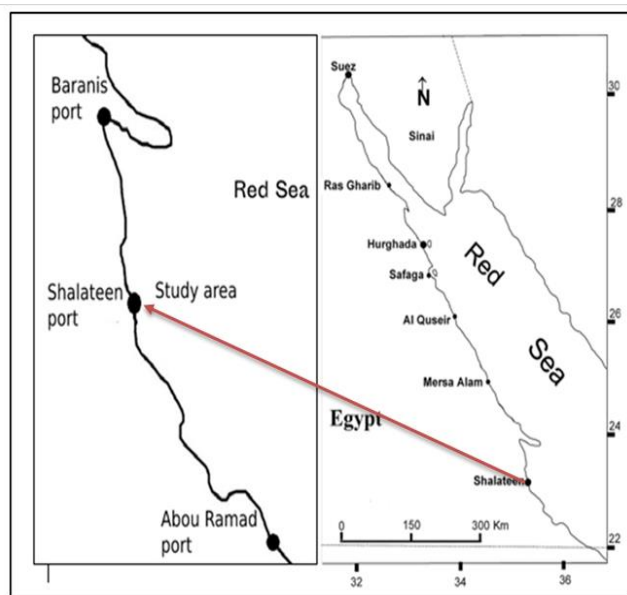 Baranis
port
Red Sea
Shalateen
port
Study area
Abou Ramad
port
Suez
N
Sinai
Ras Gharib
Hurghada
Safaga
Al Quseir
Mersa Alam
Red
Sea
Egypt
Shalateen
0 150 300 Km
30
28
26
24
22
32 34 36